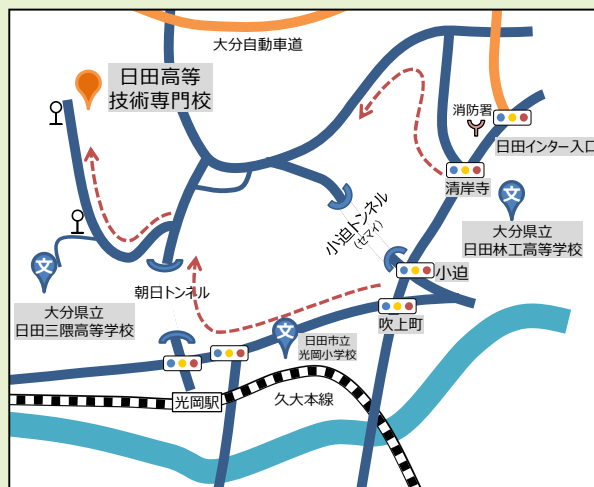 大分自動車道
日田高等
技術専門校
消防署
日田インター入口
清岸寺
大分県立
日田林工高等学校
小迫トンネル
(セマイ)
小迫
文
大分県立
日田三隈高等学校
朝日トンネル
吹上町
文
日田市立
光岡小学校
文
光岡駅
久大本線